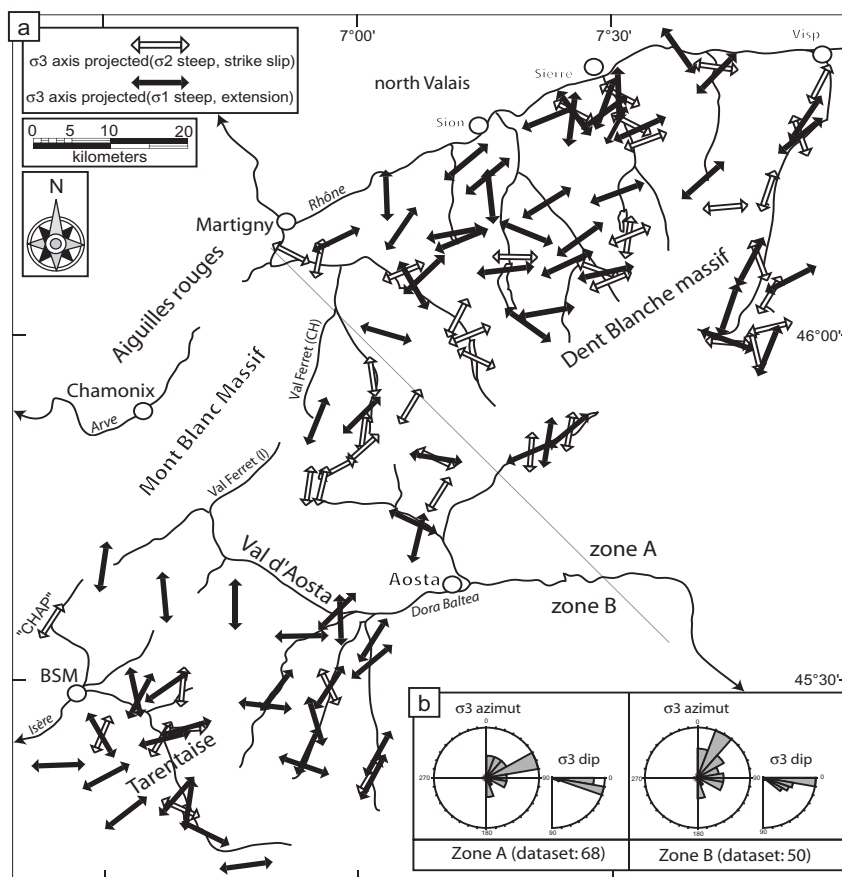 a
σ3 axis projected(σ2 steep, strike slip)
σ3 axis projected(σ1 steep, extension)
0 5 10 20
kilometers
N
7°00'
7°30'
Visp
Sierre
north Valais
Sion
Rhône
Martigny
Aiguilles rouges
Dent Blanche massif
46°00'
Val Ferret (CH)
Chamonix
Arve
Mont Blanc Massif
Val Ferret (I)
Val d'Aosta
zone A
Aosta
Dora Baltea
zone B
"CHAP"
BSM
45°30'
Isère
Tarentaise
b
σ3 azimut
0
σ3 dip
270
90
0
180
90
σ3 azimut
0
σ3 dip
270
90
0
180
90
Zone A (dataset: 68)
Zone B (dataset: 50)